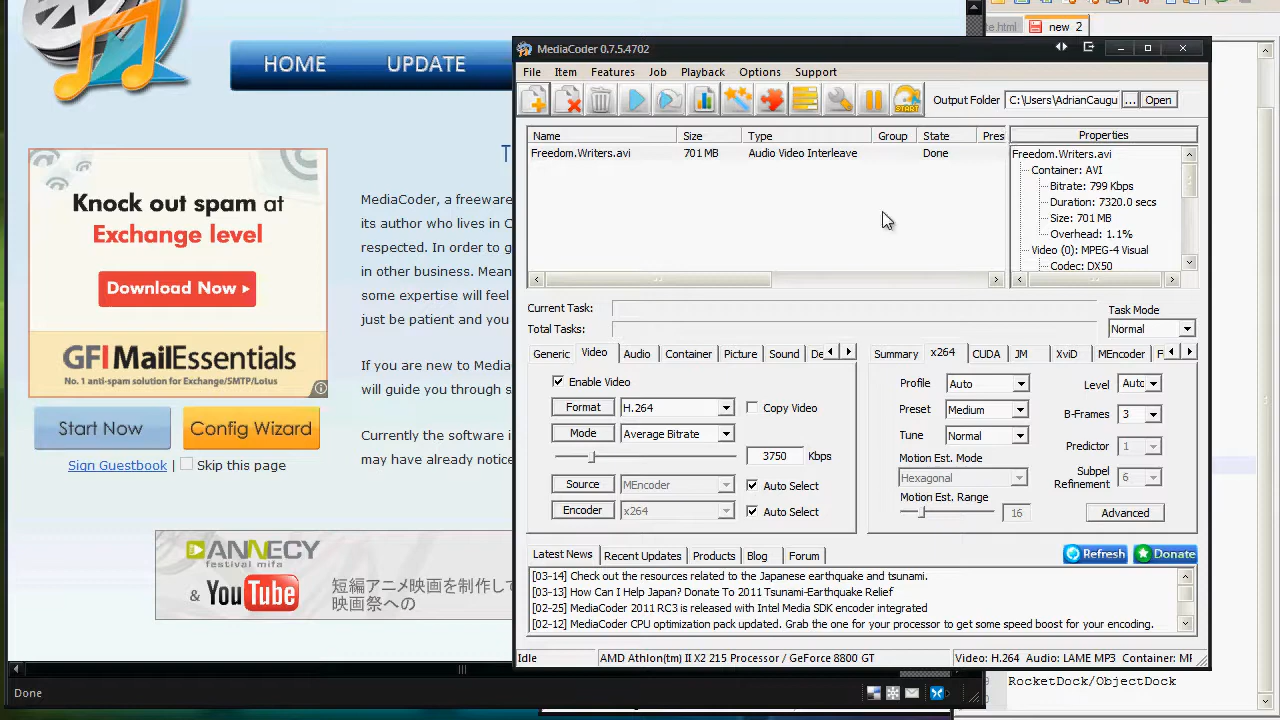 te.html
new 2
MediaCoder 0.7.5.4702
HOME
UPDATE
File Item Features Job Playback Options Support
START
Output Folder C:\Users\AdrianCaugu ... Open
Name Size Type Group State Pres
Freedom.Writers.avi 701 MB Audio Video Interleave Done
Properties
Freedom.Writers.avi
Container: AVI
Bitrate: 799 Kbps
Duration: 7320.0 secs
Size: 701 MB
Overhead: 1.1%
Video (0): MPEG-4 Visual
Codec: DX50
T
MediaCoder, a freeware
its author who lives in C
respected. In order to g
in other business. Mean
some expertise will feel
just be patient and you
If you are new to Media
will guide you through s
Currently the software i
may have already notice
Knock out spam at
Exchange level
Download Now
GFI MailEssentials
No. 1 anti-spam solution for Exchange/SMTP/Lotus
Start Now
Config Wizard
Sign Guestbook | Skip this page
ANNECY
festival mifa
& YouTube
短編アニメ映画を制作して
映画祭への
Current Task:
Total Tasks:
Task Mode
Normal
Generic Video Audio Container Picture Sound De
Enable Video
Format H.264 Copy Video
Mode Average Bitrate
3750 Kbps
Source MEncoder Auto Select
Encoder x264 Auto Select
Summary x264 CUDA JM XviD MEncoder F
Profile Auto Level Auto
Preset Medium B-Frames 3
Tune Normal Predictor 1
Motion Est. Mode
Hexagonal
Subpel
Refinement 6
Motion Est. Range
16 Advanced
Latest News Recent Updates Products Blog Forum Refresh Donate
[03-14] Check out the resources related to the Japanese earthquake and tsunami.
[03-13] How Can I Help Japan? Donate To 2011 Tsunami-Earthquake Relief
[02-25] MediaCoder 2011 RC3 is released with Intel Media SDK encoder integrated
[02-12] MediaCoder CPU optimization pack updated. Grab the one for your processor to get some speed boost for your encoding.
Idle AMD Athlon(tm) II X2 215 Processor / GeForce 8800 GT Video: H.264 Audio: LAME MP3 Container: MP
RocketDock/ObjectDock
Done